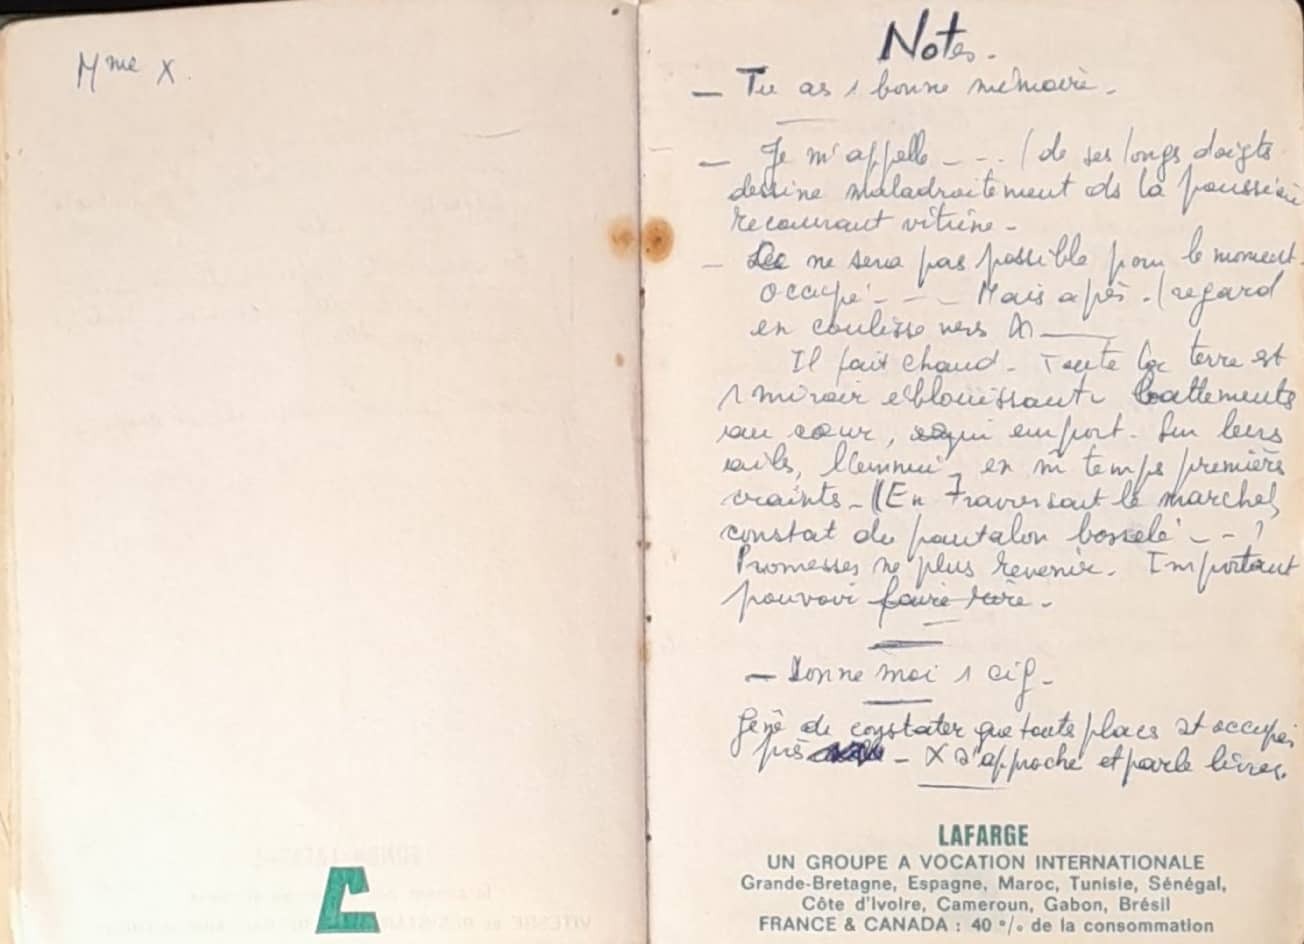 Mme X.
Notes.
— Tu as 1 bonne mémoire.
— Je m'appelle - - . (de ses longs doigts
dessine maladroitement ds la poussière
recouvrant vitrine.
— ne sera pas possible pour le moment.
occupé - - - Mais après . (regard
en coulisse vers
Il fait chaud. Toute la terre est
1 miroir éblouissant. battements
au cœur, qui emport. Sur leurs
ails, l'ennui, en m̂ temps premières
craints. (En Traversant le marché,
constat du pantalon bosselé - - ?
Promesses ne plus revenir. Important
pouvoir faire rire.
— Donne moi 1 cig.
Gêné de constater que toute places st occupées
près - X s'approche et parle livres.
LAFARGE
UN GROUPE A VOCATION INTERNATIONALE
Grande-Bretagne, Espagne, Maroc, Tunisie, Sénégal,
Côte d'Ivoire, Cameroun, Gabon, Brésil
FRANCE & CANADA : 40 °/o de la consommation